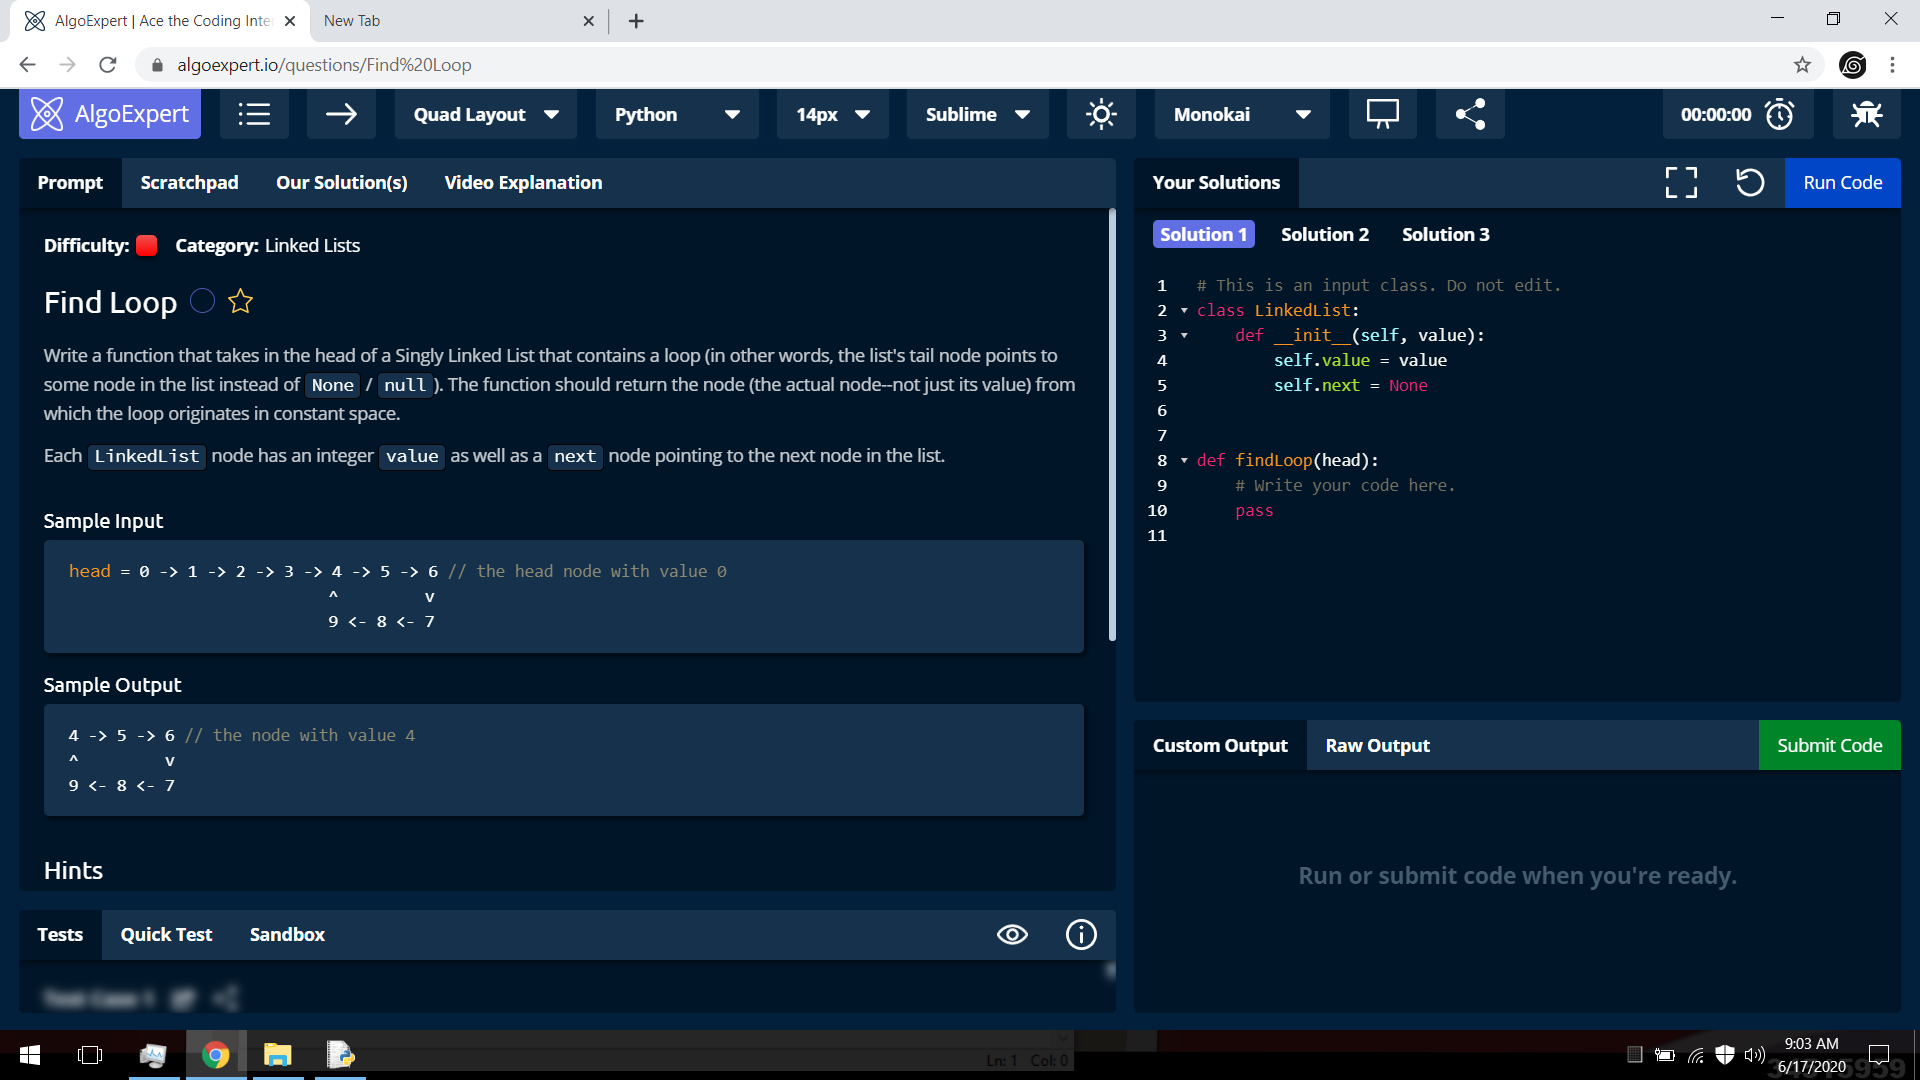 AlgoExpert | Ace the Coding Inte
New Tab
algoexpert.io/questions/Find%20Loop
AlgoExpert
Quad Layout
Python
14px
Sublime
Monokai
00:00:00
Prompt
Scratchpad
Our Solution(s)
Video Explanation
Difficulty:
Category: Linked Lists
Find Loop
Write a function that takes in the head of a Singly Linked List that contains a loop (in other words, the list's tail node points to
some node in the list instead of None / null ). The function should return the node (the actual node--not just its value) from
which the loop originates in constant space.
Each LinkedList node has an integer value as well as a next node pointing to the next node in the list.
Sample Input
head = 0 -> 1 -> 2 -> 3 -> 4 -> 5 -> 6 // the head node with value 0
^ v
9 <- 8 <- 7
Sample Output
4 -> 5 -> 6 // the node with value 4
^ v
9 <- 8 <- 7
Hints
Tests
Quick Test
Sandbox
Test Case 1
Your Solutions
Run Code
Solution 1
Solution 2
Solution 3
1 # This is an input class. Do not edit.
2 class LinkedList:
3 def __init__(self, value):
4 self.value = value
5 self.next = None
6
7
8 def findLoop(head):
9 # Write your code here.
10 pass
11
Custom Output
Raw Output
Submit Code
Run or submit code when you're ready.
Ln: 1 Col: 0
9:03 AM
6/17/2020